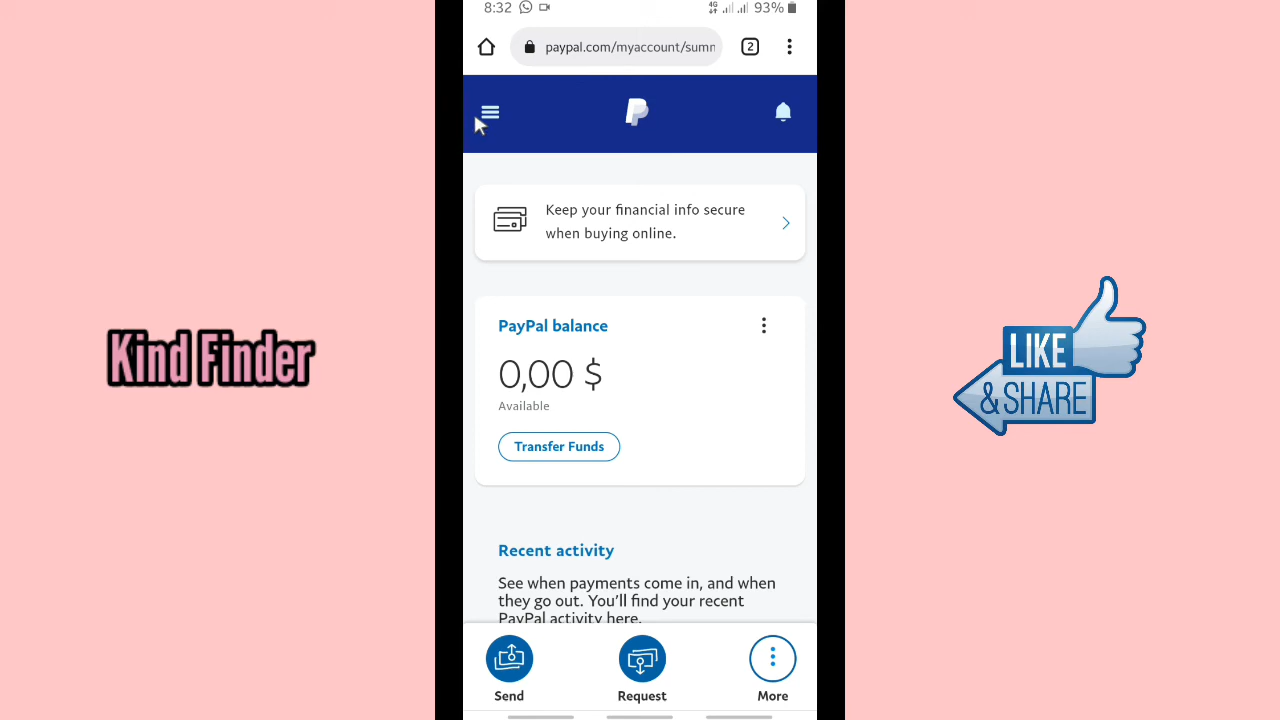 8:32
4G
93%
paypal.com/myaccount/sumn
2
Keep your financial info secure
when buying online.
PayPal balance
0,00 $
Available
Transfer Funds
Recent activity
See when payments come in, and when
they go out. You'll find your recent
PayPal activity here.
Send
Request
More
Kind Finder
LIKE
& SHARE